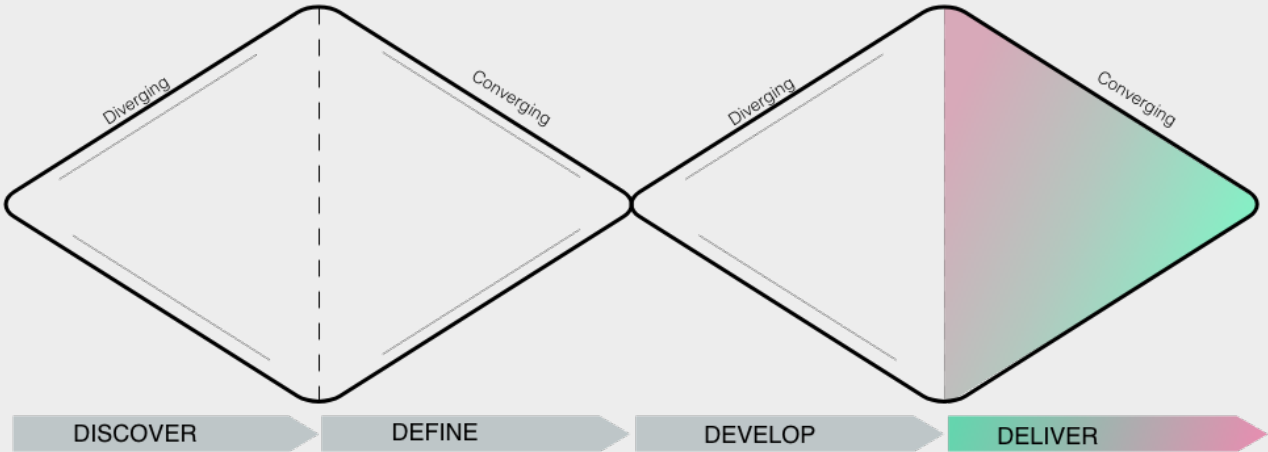 Diverging
Converging
Diverging
Converging
DISCOVER
DEFINE
DEVELOP
DELIVER